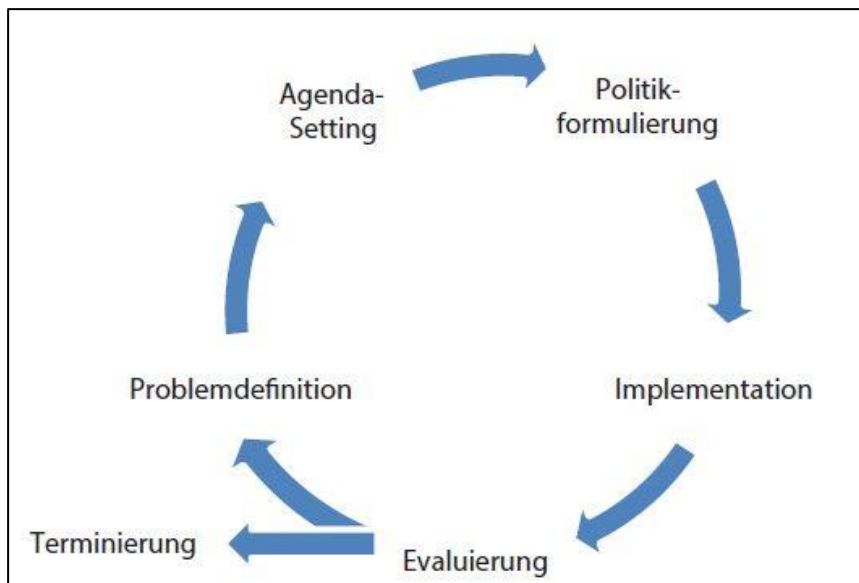 Agenda-
Setting
Politik-
formulierung
Problemdefinition
Implementation
Terminierung
Evaluierung